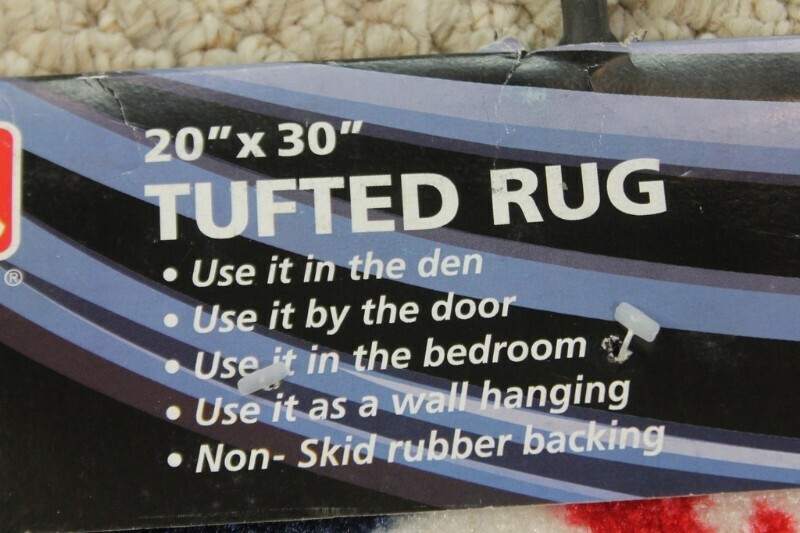 20” x 30”
TUFTED RUG
• Use it in the den
• Use it by the door
• Use it in the bedroom
• Use it as a wall hanging
• Non- Skid rubber backing
®